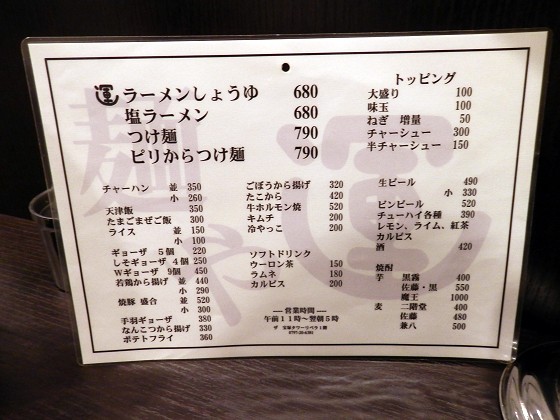 運 ラーメンしょうゆ 680
塩ラーメン 680
つけ麺 790
ピリからつけ麺 790
トッピング
大盛り 100
味玉 100
ねぎ 増量 50
チャーシュー 300
半チャーシュー 150
チャーハン 並 350
小 260
天津飯 350
たまごまぜご飯 300
ライス 並 150
小 100
ギョーザ 5個 220
しそギョーザ 4個 250
Wギョーザ 9個 450
若鶏から揚げ 並 440
小 290
焼豚 盛合 並 520
小 300
手羽ギョーザ 380
なんこつから揚げ 330
ポテトフライ 360
ごぼうから揚げ 320
たこから 420
牛ホルモン焼 520
キムチ 200
冷やっこ 200
ソフトドリンク
ウーロン茶 150
ラムネ 180
カルピス 200
― 営業時間 ―
午前11時〜翌朝5時
生ビール 490
小 330
ビンビール 520
チューハイ各種 390
レモン、ライム、紅茶
カルピス
酒 420
焼酎
芋 黒霧 400
佐藤・黒 550
魔王 1000
麦 二階堂 400
佐藤 480
兼八 500
麺や 運